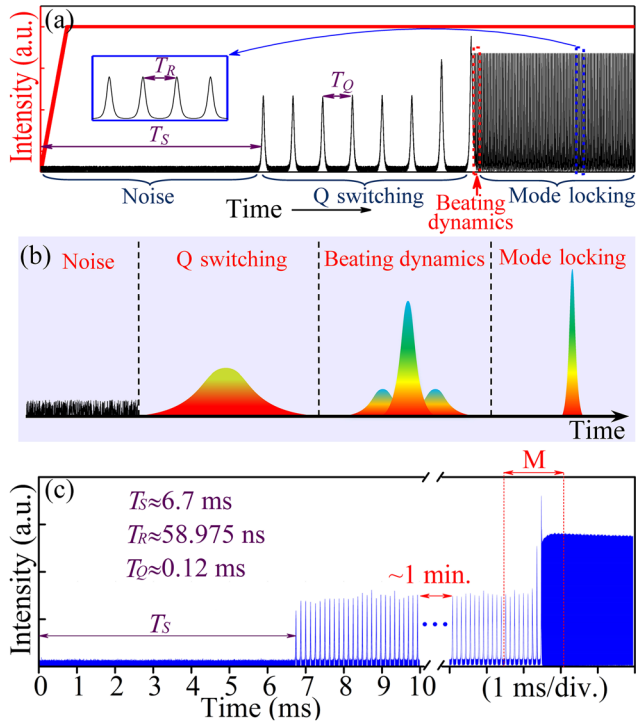 (a)
Intensity (a.u.)
T_R
T_S
T_Q
Noise
Q switching
Mode locking
Time
Beating
dynamics
(b)
Noise
Q switching
Beating dynamics
Mode locking
Time
(c)
Intensity (a.u.)
T_S≈6.7 ms
T_R≈58.975 ns
T_Q≈0.12 ms
M
~1 min.
T_S
0 1 2 3 4 5 6 7 8 9 10
Time (ms)
(1 ms/div.)